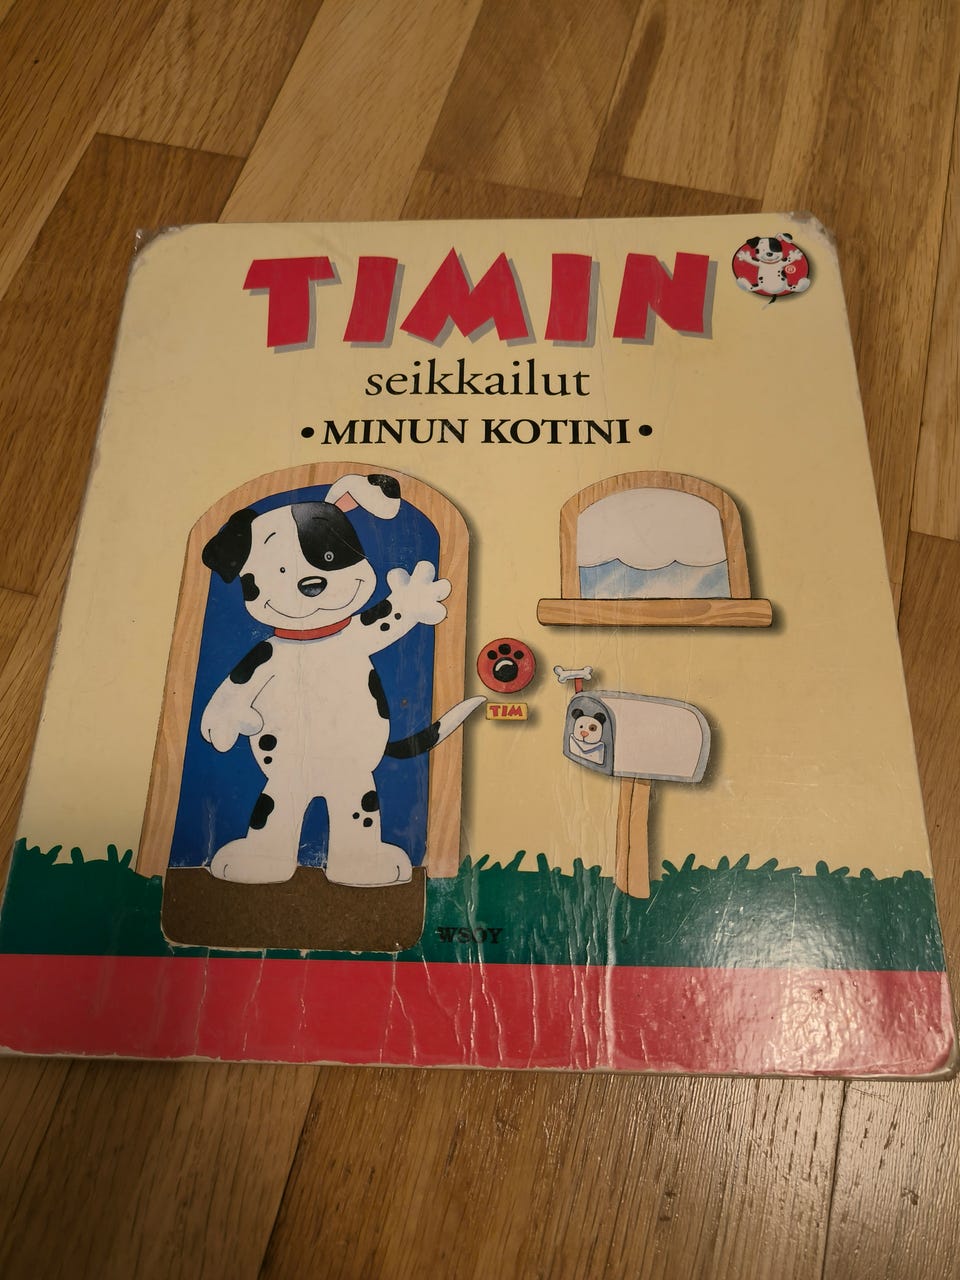 TIMIN
seikkailut
• MINUN KOTINI •
TIM
WSOY
®